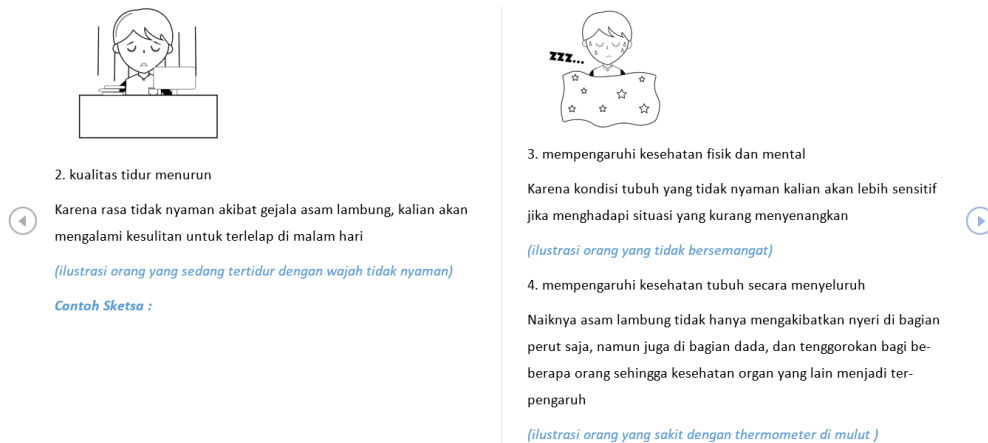 2. kualitas tidur menurun
Karena rasa tidak nyaman akibat gejala asam lambung, kalian akan
mengalami kesulitan untuk terlelap di malam hari
(ilustrasi orang yang sedang tertidur dengan wajah tidak nyaman)
Contoh Sketsa :
zzz...
3. mempengaruhi kesehatan fisik dan mental
Karena kondisi tubuh yang tidak nyaman kalian akan lebih sensitif
jika menghadapi situasi yang kurang menyenangkan
(ilustrasi orang yang tidak bersemangat)
4. mempengaruhi kesehatan tubuh secara menyeluruh
Naiknya asam lambung tidak hanya mengakibatkan nyeri di bagian
perut saja, namun juga di bagian dada, dan tenggorokan bagi be-
berapa orang sehingga kesehatan organ yang lain menjadi ter-
pengaruh
(ilustrasi orang yang sakit dengan thermometer di mulut )